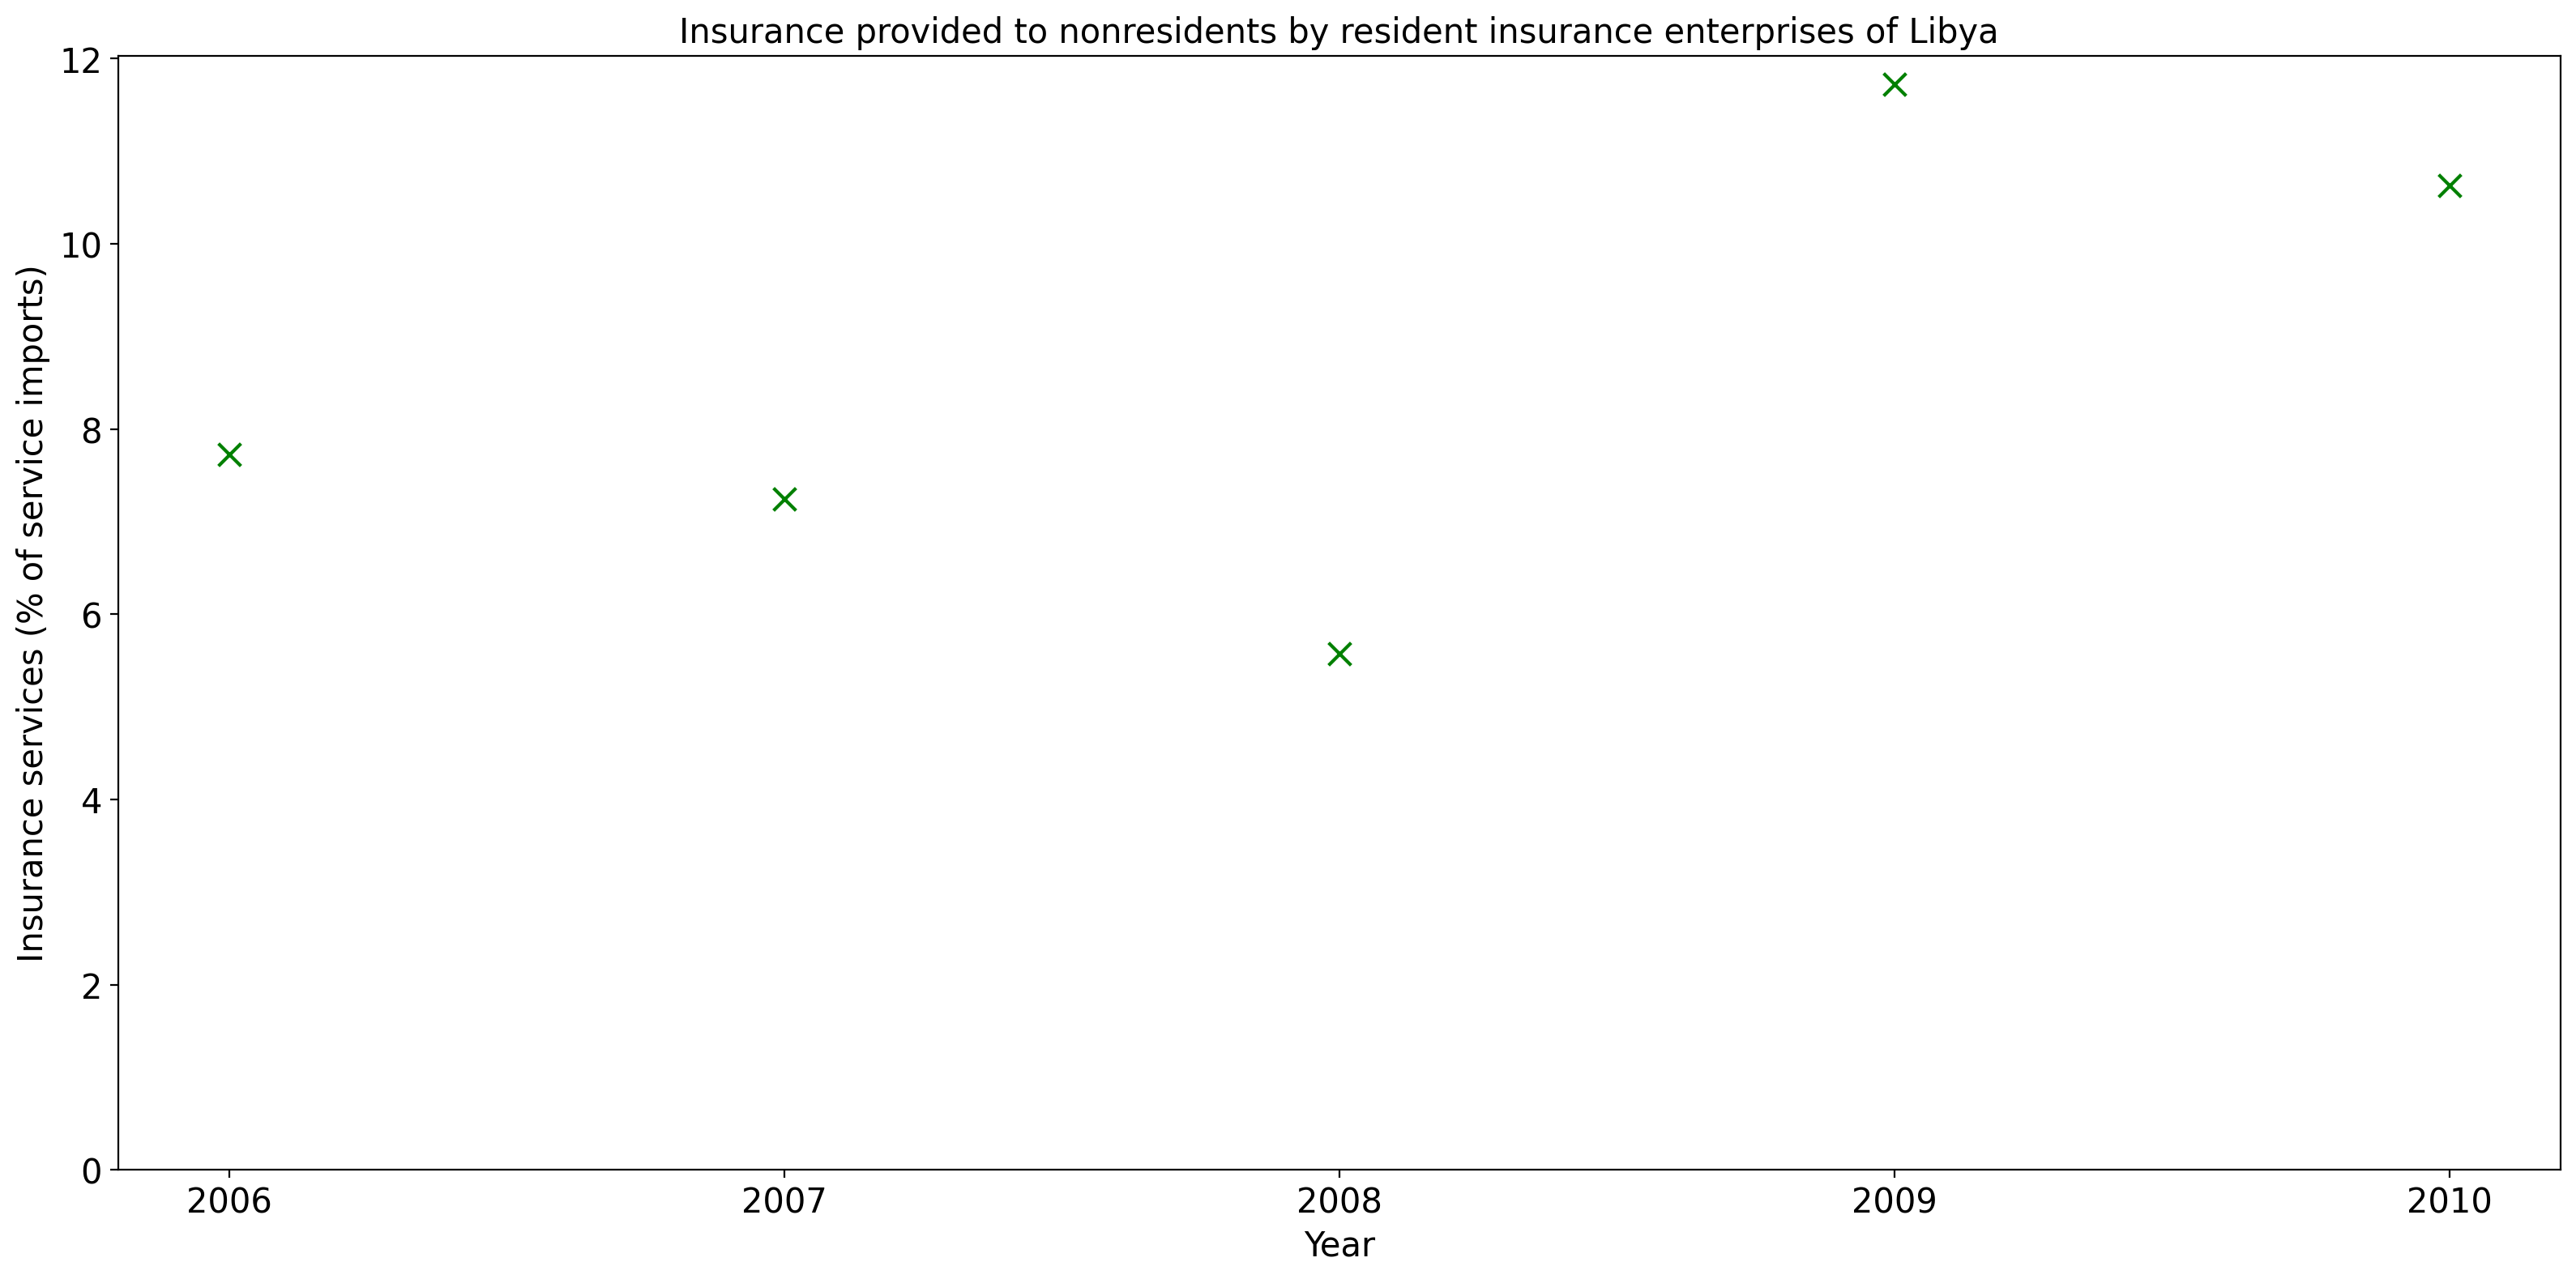 Insurance provided to nonresidents by resident insurance enterprises of Libya
Insurance services (% of service imports)
12
10
8
6
4
2
0
2006 2007 2008 2009 2010
Year